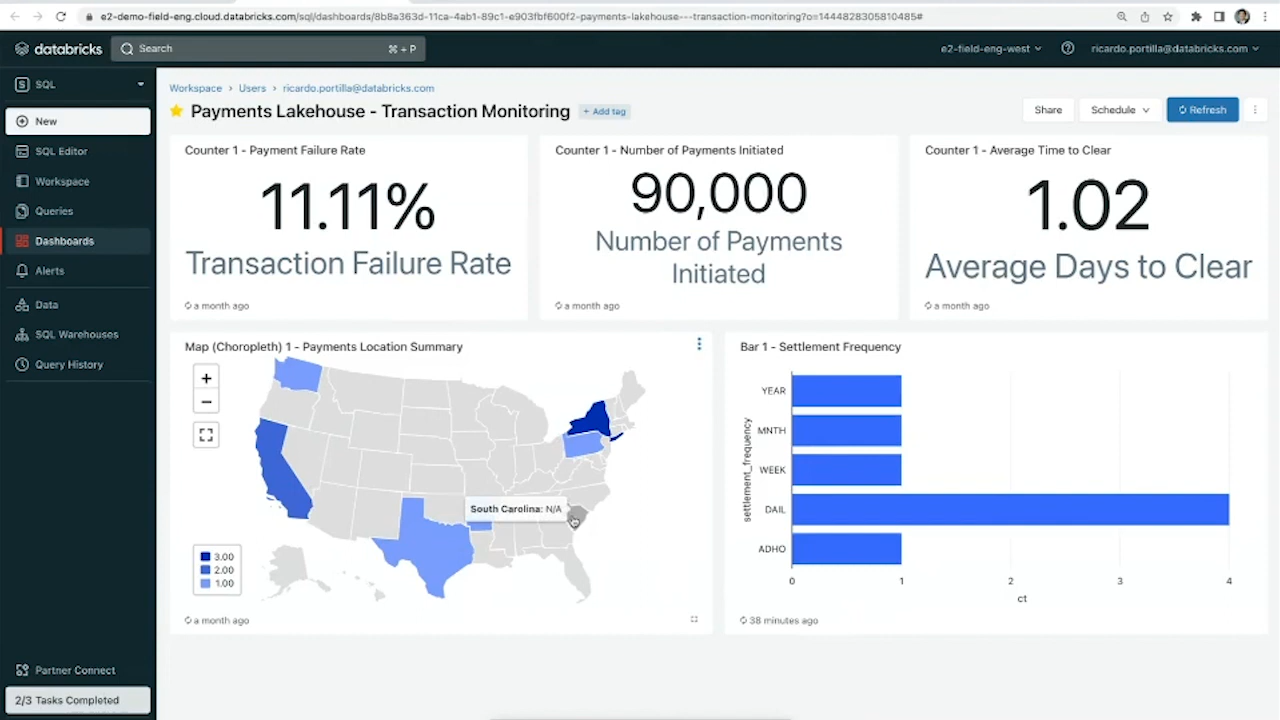 e2-demo-field-eng.cloud.databricks.com/sql/dashboards/8b8a363d-11ca-4ab1-89c1-e903fbf600f2-payments-lakehouse---transaction-monitoring?o=1444828305810485#
databricks
Search
⌘ + P
e2-field-eng-west
ricardo.portilla@databricks.com
SQL
New
SQL Editor
Workspace
Queries
Dashboards
Alerts
Data
SQL Warehouses
Query History
Partner Connect
2/3 Tasks Completed
Workspace > Users > ricardo.portilla@databricks.com
Payments Lakehouse - Transaction Monitoring
+ Add tag
Share
Schedule
Refresh
Counter 1 - Payment Failure Rate
11.11%
Transaction Failure Rate
a month ago
Counter 1 - Number of Payments Initiated
90,000
Number of Payments
Initiated
a month ago
Counter 1 - Average Time to Clear
1.02
Average Days to Clear
a month ago
Map (Choropleth) 1 - Payments Location Summary
+
−
South Carolina: N/A
3.00
2.00
1.00
a month ago
Bar 1 - Settlement Frequency
settlement_frequency
YEAR
MNTH
WEEK
DAIL
ADHO
0 1 2 3 4
ct
38 minutes ago